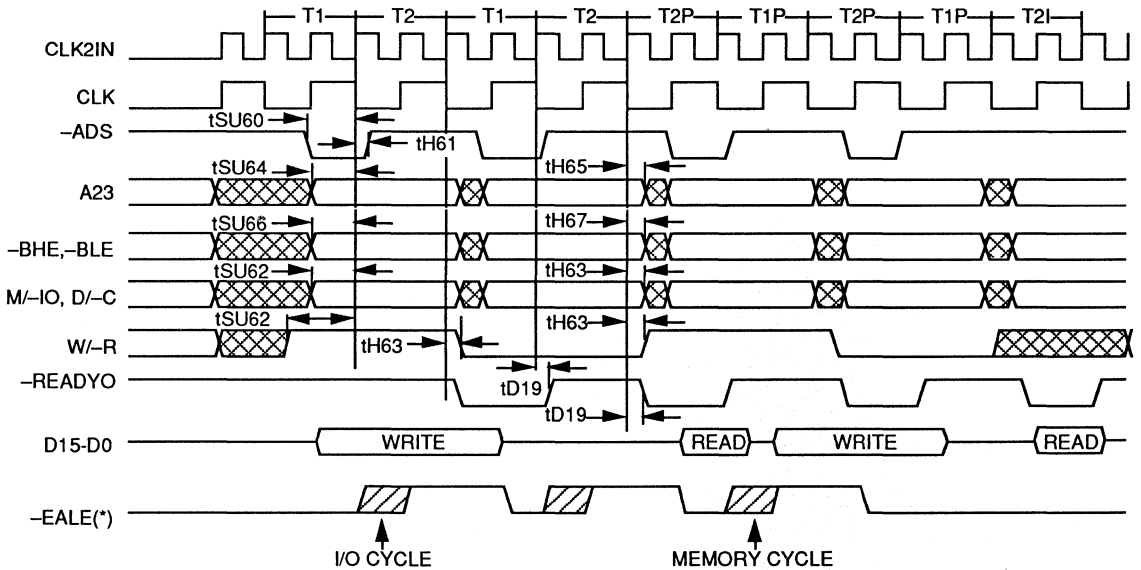 T1 T2 T1 T2 T2P T1P T2P T1P T2I
CLK2IN
CLK
tSU60
–ADS
tH61
tSU64
tH65
A23
tSU66
tH67
–BHE,–BLE
tSU62
tH63
M/–IO, D/–C
tSU62
tH63
W/–R
tH63
–READYO
tD19
tD19
D15-D0
WRITE
READ
WRITE
READ
–EALE(*)
I/O CYCLE
MEMORY CYCLE